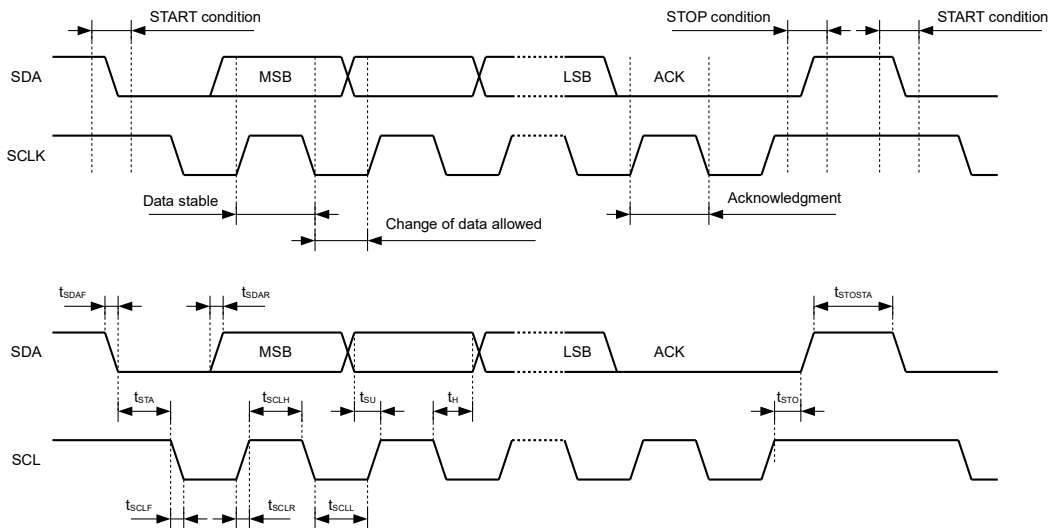 START condition
STOP condition
START condition
SDA
MSB
LSB
ACK
SCLK
Data stable
Change of data allowed
Acknowledgment
tSDAF
tSDAR
tSTOSTA
SDA
MSB
LSB
ACK
tSTA
tSCLH
tSU
tH
tSTO
SCL
tSCLF
tSCLR
tSCLL